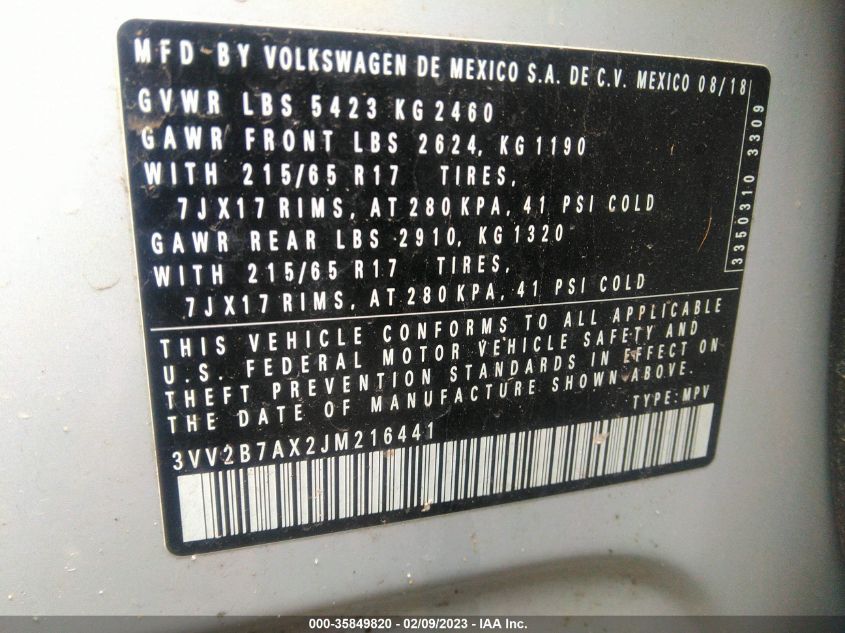 MFD BY VOLKSWAGEN DE MEXICO S.A. DE C.V. MEXICO 08/18
GVWR LBS 5423 KG 2460
GAWR FRONT LBS 2624, KG 1190
WITH 215/65 R17 TIRES,
7JX17 RIMS, AT 280 KPA, 41 PSI COLD
GAWR REAR LBS 2910, KG 1320
WITH 215/65 R17 TIRES,
7JX17 RIMS, AT 280 KPA, 41 PSI COLD
3350310 3309
THIS VEHICLE CONFORMS TO ALL APPLICABLE
U.S. FEDERAL MOTOR VEHICLE SAFETY AND
THEFT PREVENTION STANDARDS IN EFFECT ON
THE DATE OF MANUFACTURE SHOWN ABOVE.
TYPE: MPV
3VV2B7AX2JM216441
000-35849820 - 02/09/2023 - IAA Inc.